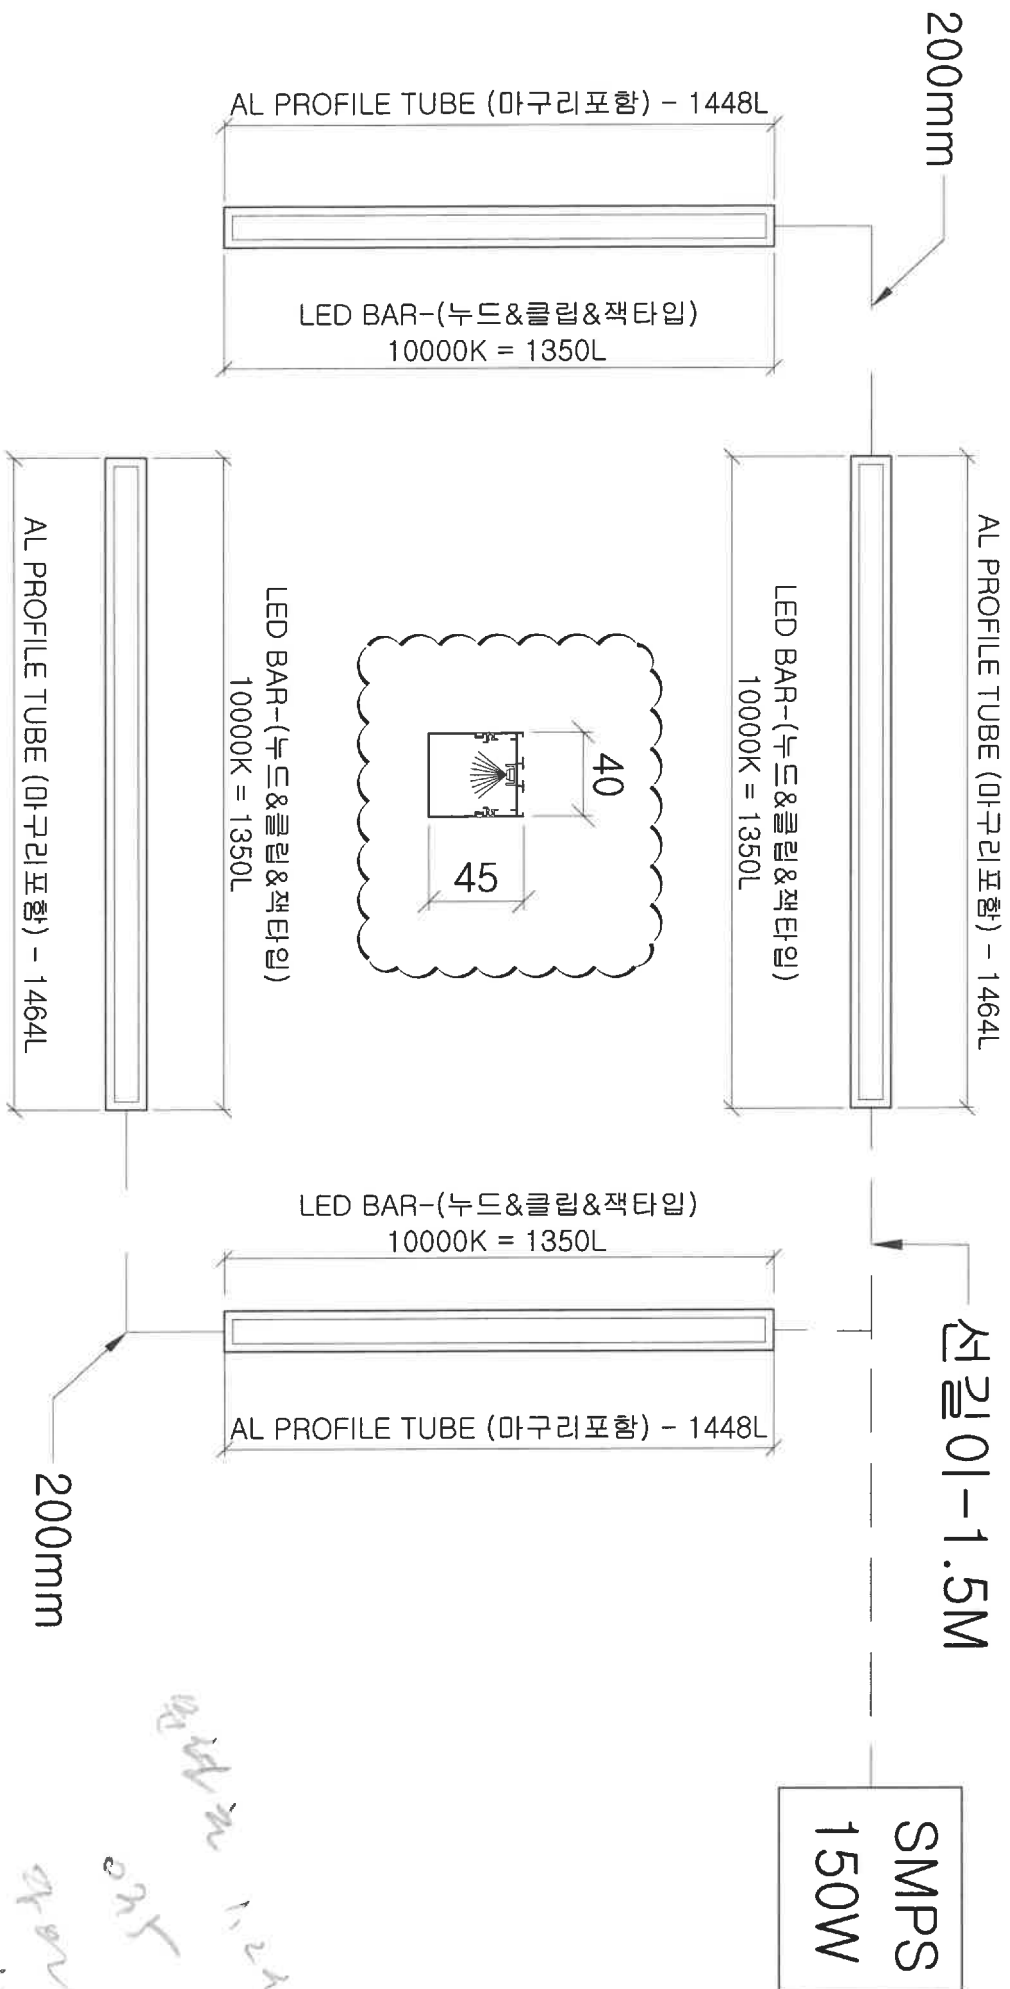 200mm
AL PROFILE TUBE (마구리포함) - 1448L
LED BAR-(누드&클립&잭타입)
10000K = 1350L
AL PROFILE TUBE (마구리포함) - 1464L
LED BAR-(누드&클립&잭타입)
10000K = 1350L
40
45
LED BAR-(누드&클립&잭타입)
10000K = 1350L
AL PROFILE TUBE (마구리포함) - 1464L
선길이-1.5M
LED BAR-(누드&클립&잭타입)
10000K = 1350L
AL PROFILE TUBE (마구리포함) - 1448L
200mm
SMPS
150W